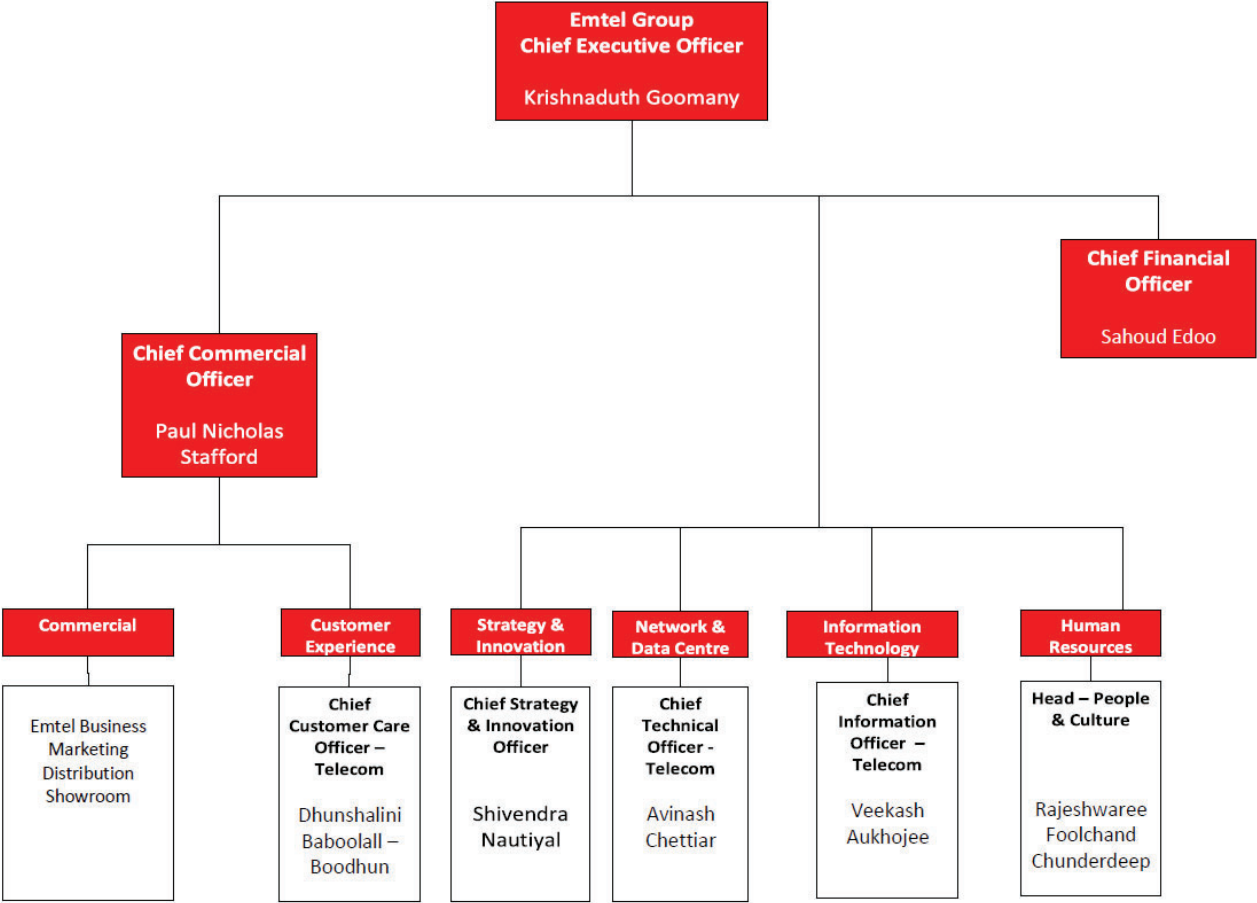 Emtel Group
Chief Executive Officer
Krishnaduth Goomany
Chief Financial
Officer
Sahoud Edoo
Chief Commercial
Officer
Paul Nicholas
Stafford
Commercial
Emtel Business
Marketing
Distribution
Showroom
Customer
Experience
Chief
Customer Care
Officer –
Telecom
Dhunshalini
Baboolall –
Boodhun
Strategy &
Innovation
Chief Strategy
& Innovation
Officer
Shivendra
Nautiyal
Network &
Data Centre
Chief
Technical
Officer -
Telecom
Avinash
Chettiar
Information
Technology
Chief
Information
Officer –
Telecom
Veekash
Aukhojee
Human
Resources
Head – People
& Culture
Rajeshwaree
Foolchand
Chunderdeep